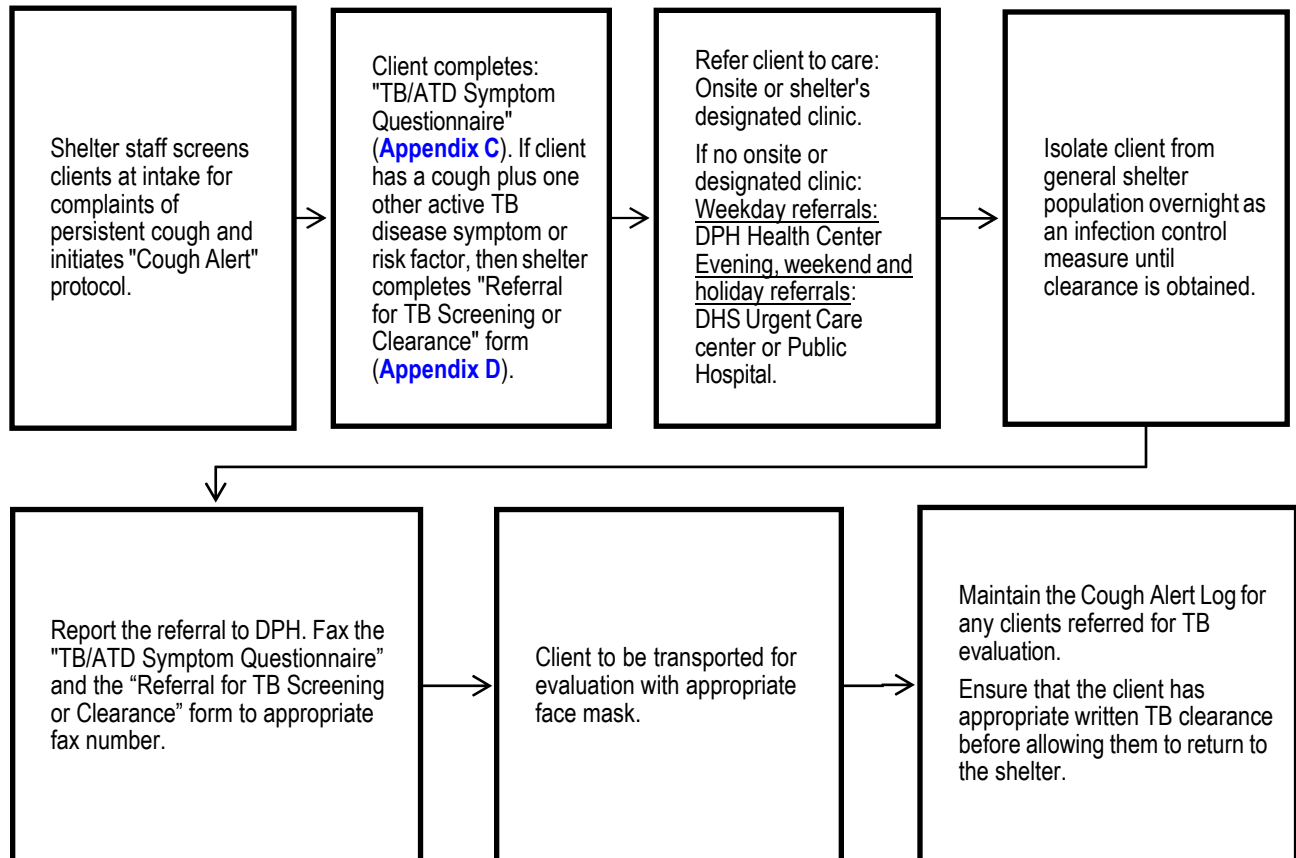 Shelter staff screens
clients at intake for
complaints of
persistent cough and
initiates "Cough Alert"
protocol.
Client completes:
"TB/ATD Symptom
Questionnaire"
(Appendix C). If client
has a cough plus one
other active TB
disease symptom or
risk factor, then shelter
completes "Referral
for TB Screening or
Clearance" form
(Appendix D).
Refer client to care:
Onsite or shelter's
designated clinic.
If no onsite or
designated clinic:
Weekday referrals:
DPH Health Center
Evening, weekend and
holiday referrals:
DHS Urgent Care
center or Public
Hospital.
Isolate client from
general shelter
population overnight as
an infection control
measure until
clearance is obtained.
Report the referral to DPH. Fax the
"TB/ATD Symptom Questionnaire”
and the “Referral for TB Screening
or Clearance” form to appropriate
fax number.
Client to be transported for
evaluation with appropriate
face mask.
Maintain the Cough Alert Log for
any clients referred for TB
evaluation.
Ensure that the client has
appropriate written TB clearance
before allowing them to return to
the shelter.